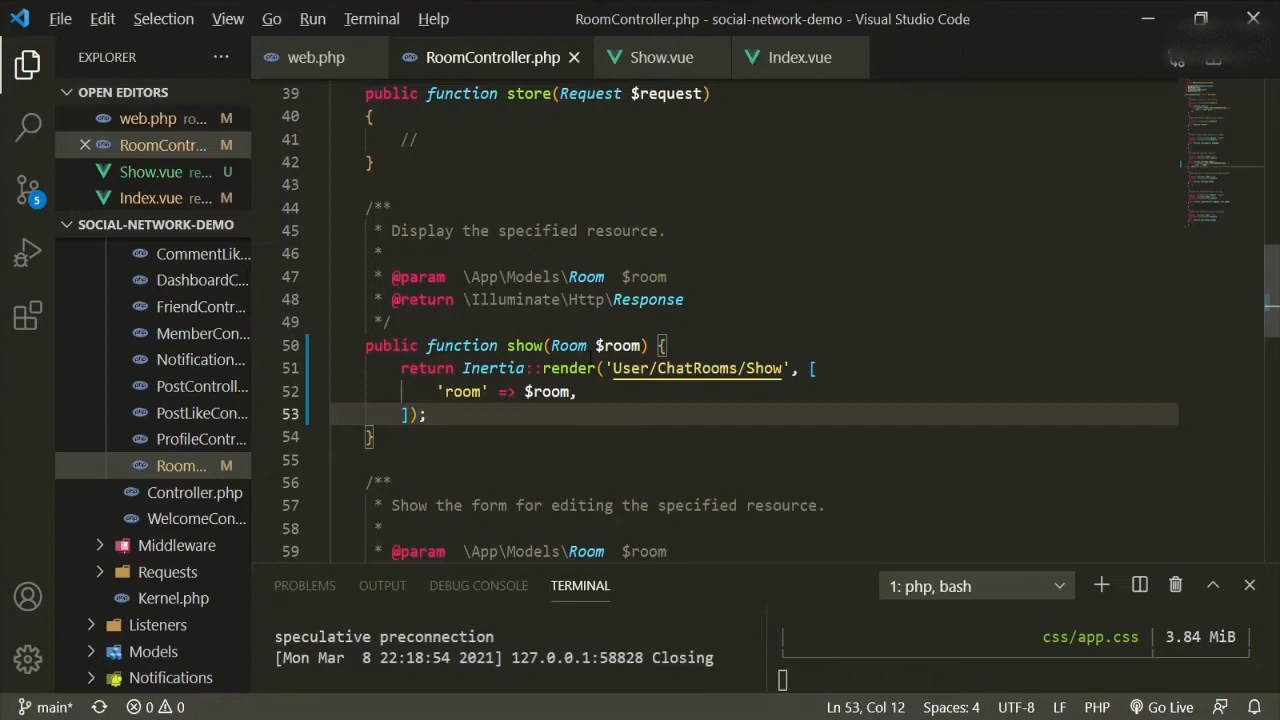 File Edit Selection View Go Run Terminal Help
RoomController.php - social-network-demo - Visual Studio Code
EXPLORER
OPEN EDITORS
web.php ro... M
RoomContr... M
Show.vue re... U
Index.vue re... M
SOCIAL-NETWORK-DEMO
CommentLik...
DashboardC...
FriendContr...
MemberCon...
Notification...
PostControll...
PostLikeCont...
ProfileContr...
Room... M
Controller.php
WelcomeCon...
Middleware
Requests
Kernel.php
Listeners
Models
Notifications
5
web.php
RoomController.php
Show.vue
Index.vue
39 public function store(Request $request)
40 {
41 //
42 }
43
44 /**
45 * Display the specified resource.
46 *
47 * @param \App\Models\Room $room
48 * @return \Illuminate\Http\Response
49 */
50 public function show(Room $room) {
51 return Inertia::render('User/ChatRooms/Show', [
52 'room' => $room,
53 ]);
54 }
55
56 /**
57 * Show the form for editing the specified resource.
58 *
59 * @param \App\Models\Room $room
PROBLEMS OUTPUT DEBUG CONSOLE TERMINAL
1: php, bash
speculative preconnection
[Mon Mar 8 22:18:54 2021] 127.0.0.1:58828 Closing
css/app.css | 3.84 MiB
main* 0 0
Ln 53, Col 12 Spaces: 4 UTF-8 LF PHP Go Live